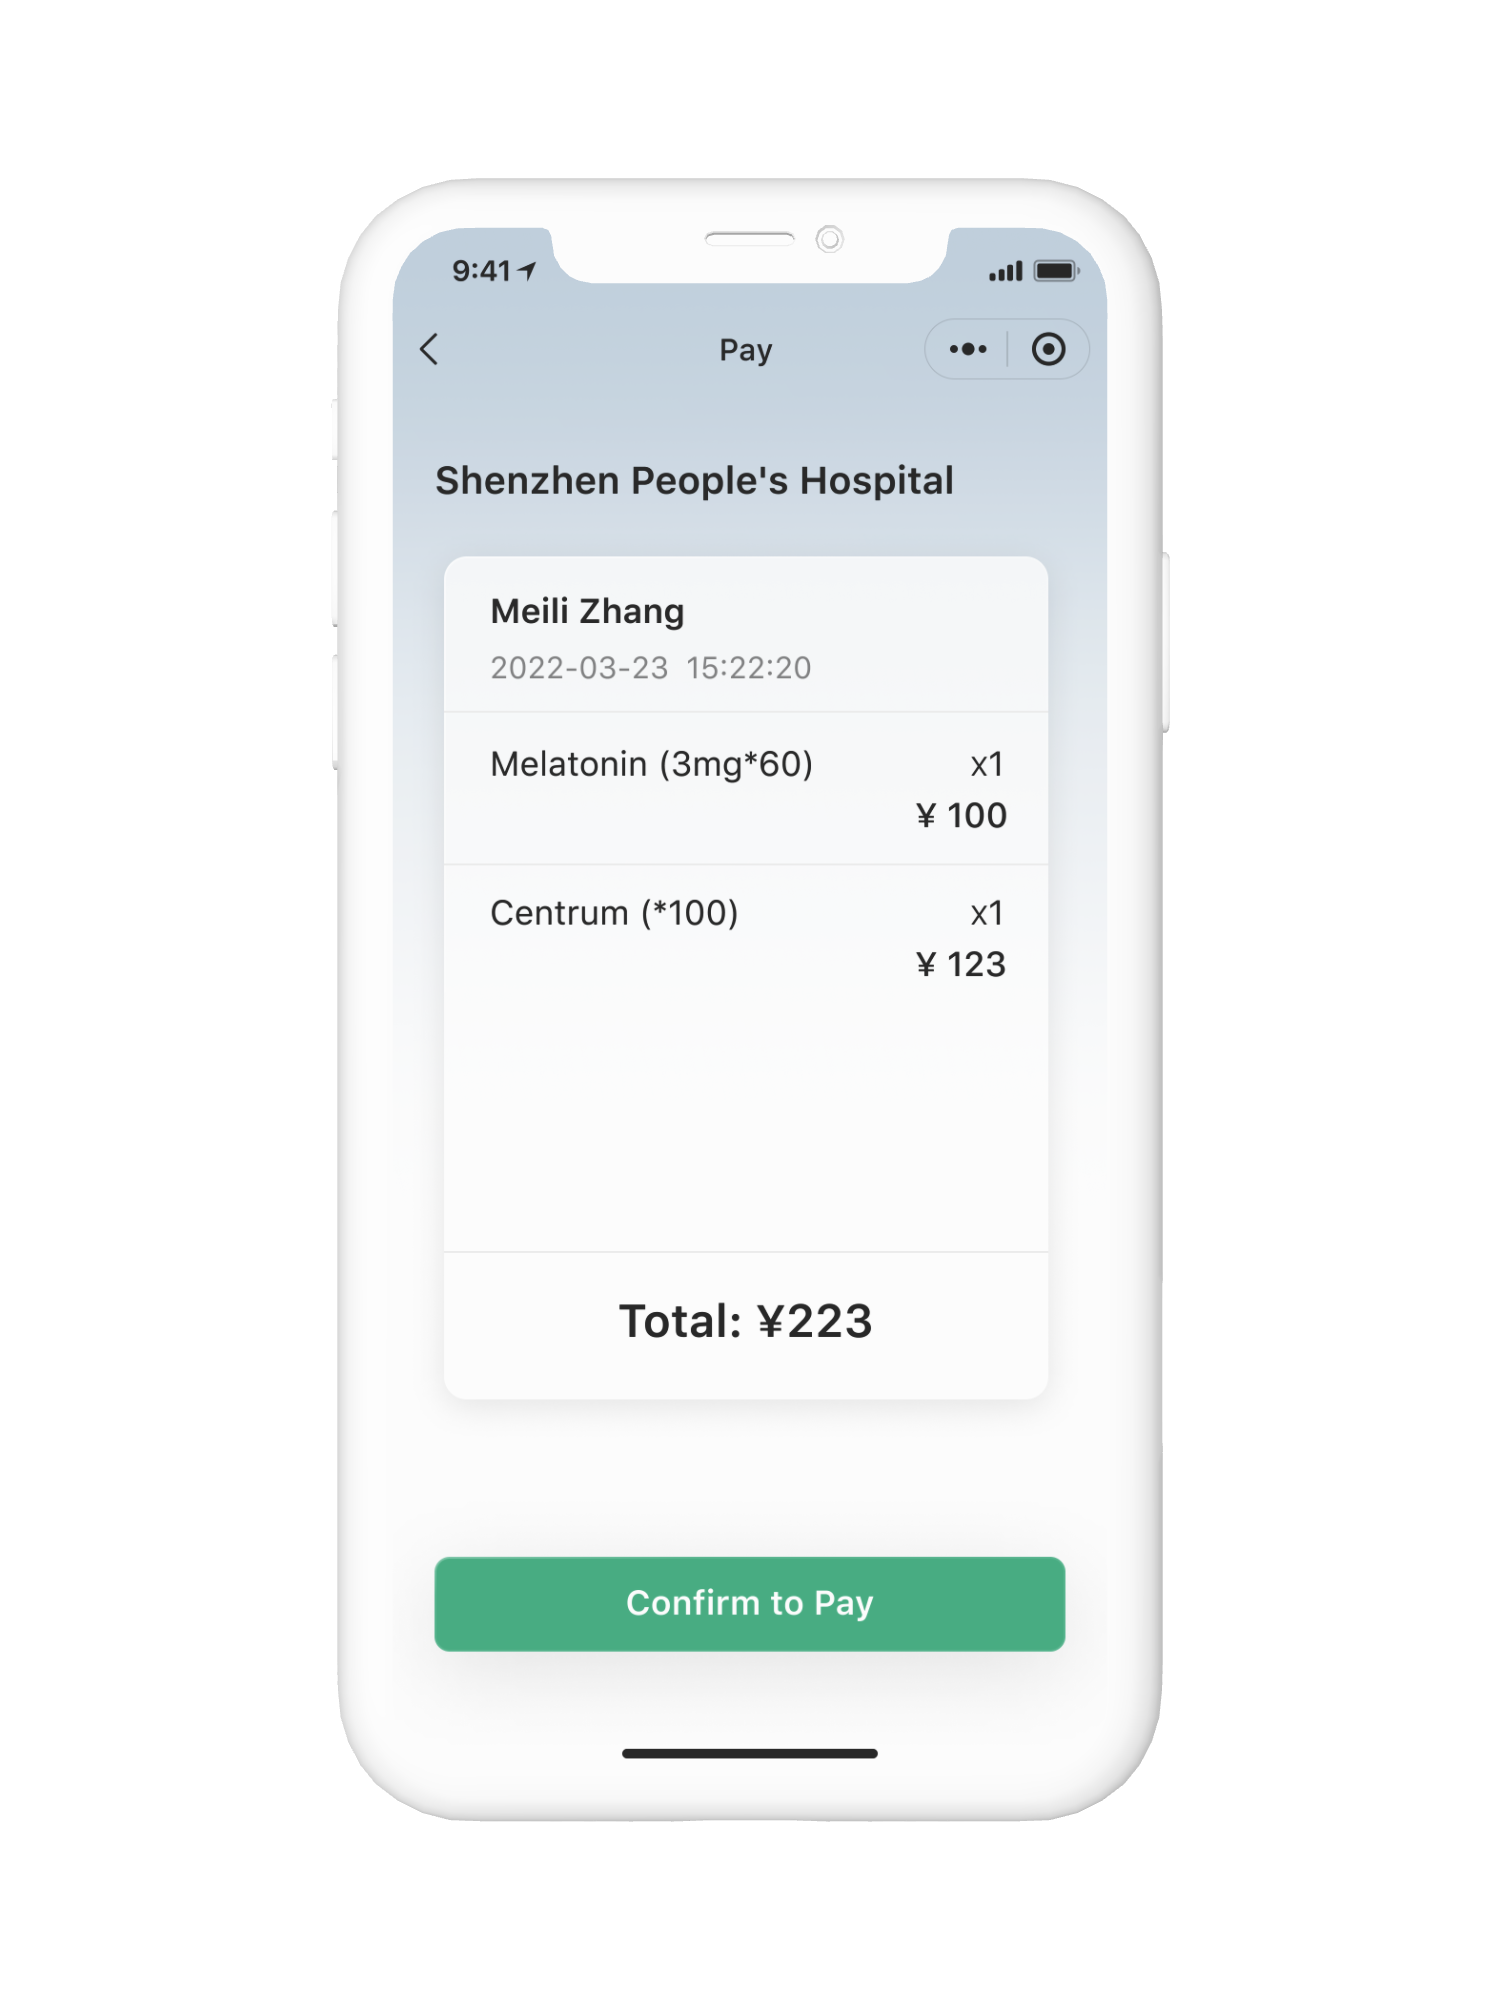 9:41
Pay
Shenzhen People's Hospital
Meili Zhang
2022-03-23 15:22:20
Melatonin (3mg*60) x1
¥ 100
Centrum (*100) x1
¥ 123
Total: ¥223
Confirm to Pay